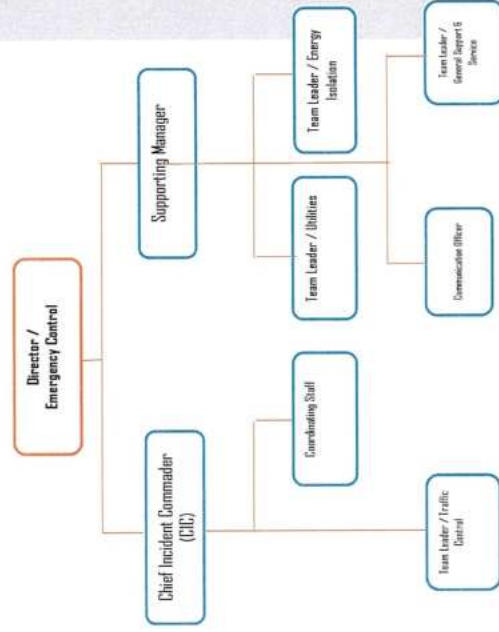 Director /
Emergency Control
Chief Incident Commader
(CIC)
Supporting Manager
Coordinating Staff
Team Leader / Utilities
Team Leader / Energy
Isolation
Team Leader / Traffic
Control
Communication Officer
Team Leader /
General Support &
Service